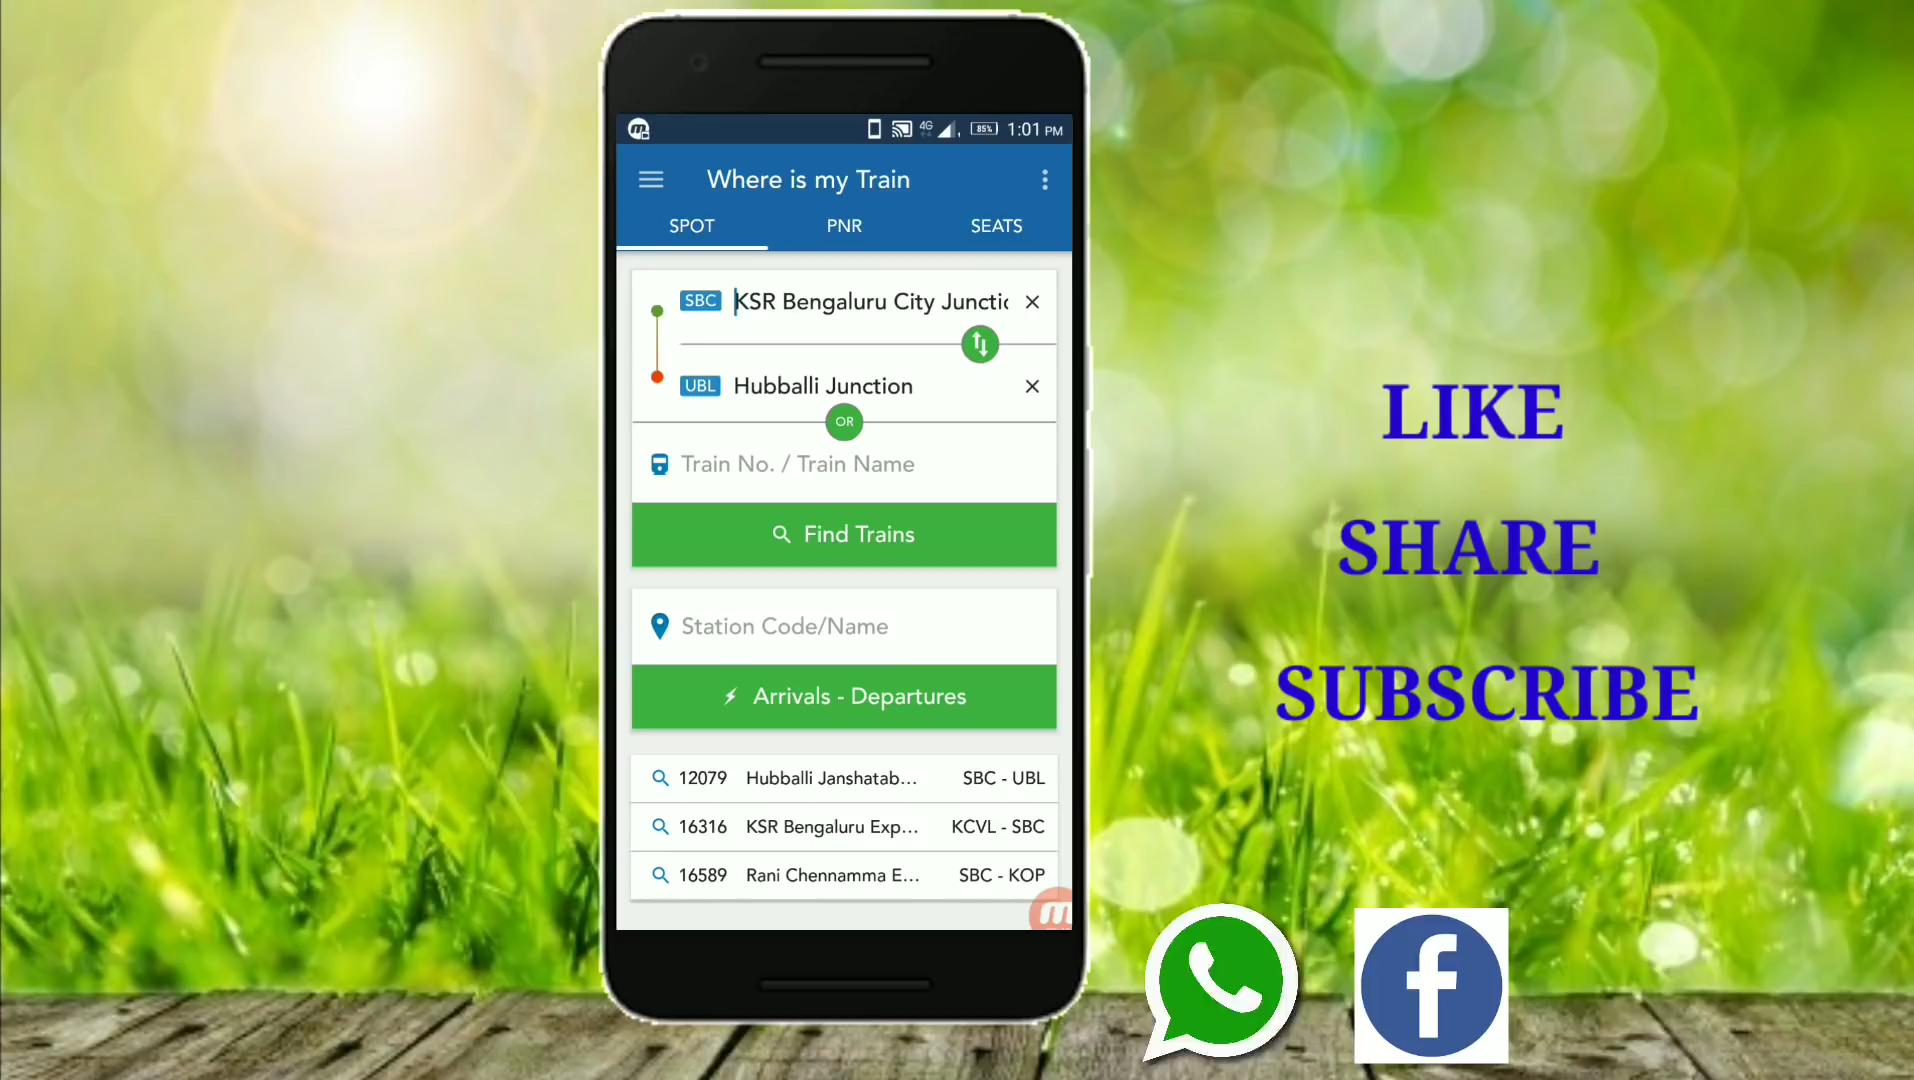 4G 85% 1:01 PM
Where is my Train
SPOT PNR SEATS
SBC KSR Bengaluru City Junctic
UBL Hubballi Junction
OR
Train No. / Train Name
Find Trains
Station Code/Name
Arrivals - Departures
12079 Hubballi Janshatab... SBC - UBL
16316 KSR Bengaluru Exp... KCVL - SBC
16589 Rani Chennamma E... SBC - KOP
LIKE
SHARE
SUBSCRIBE